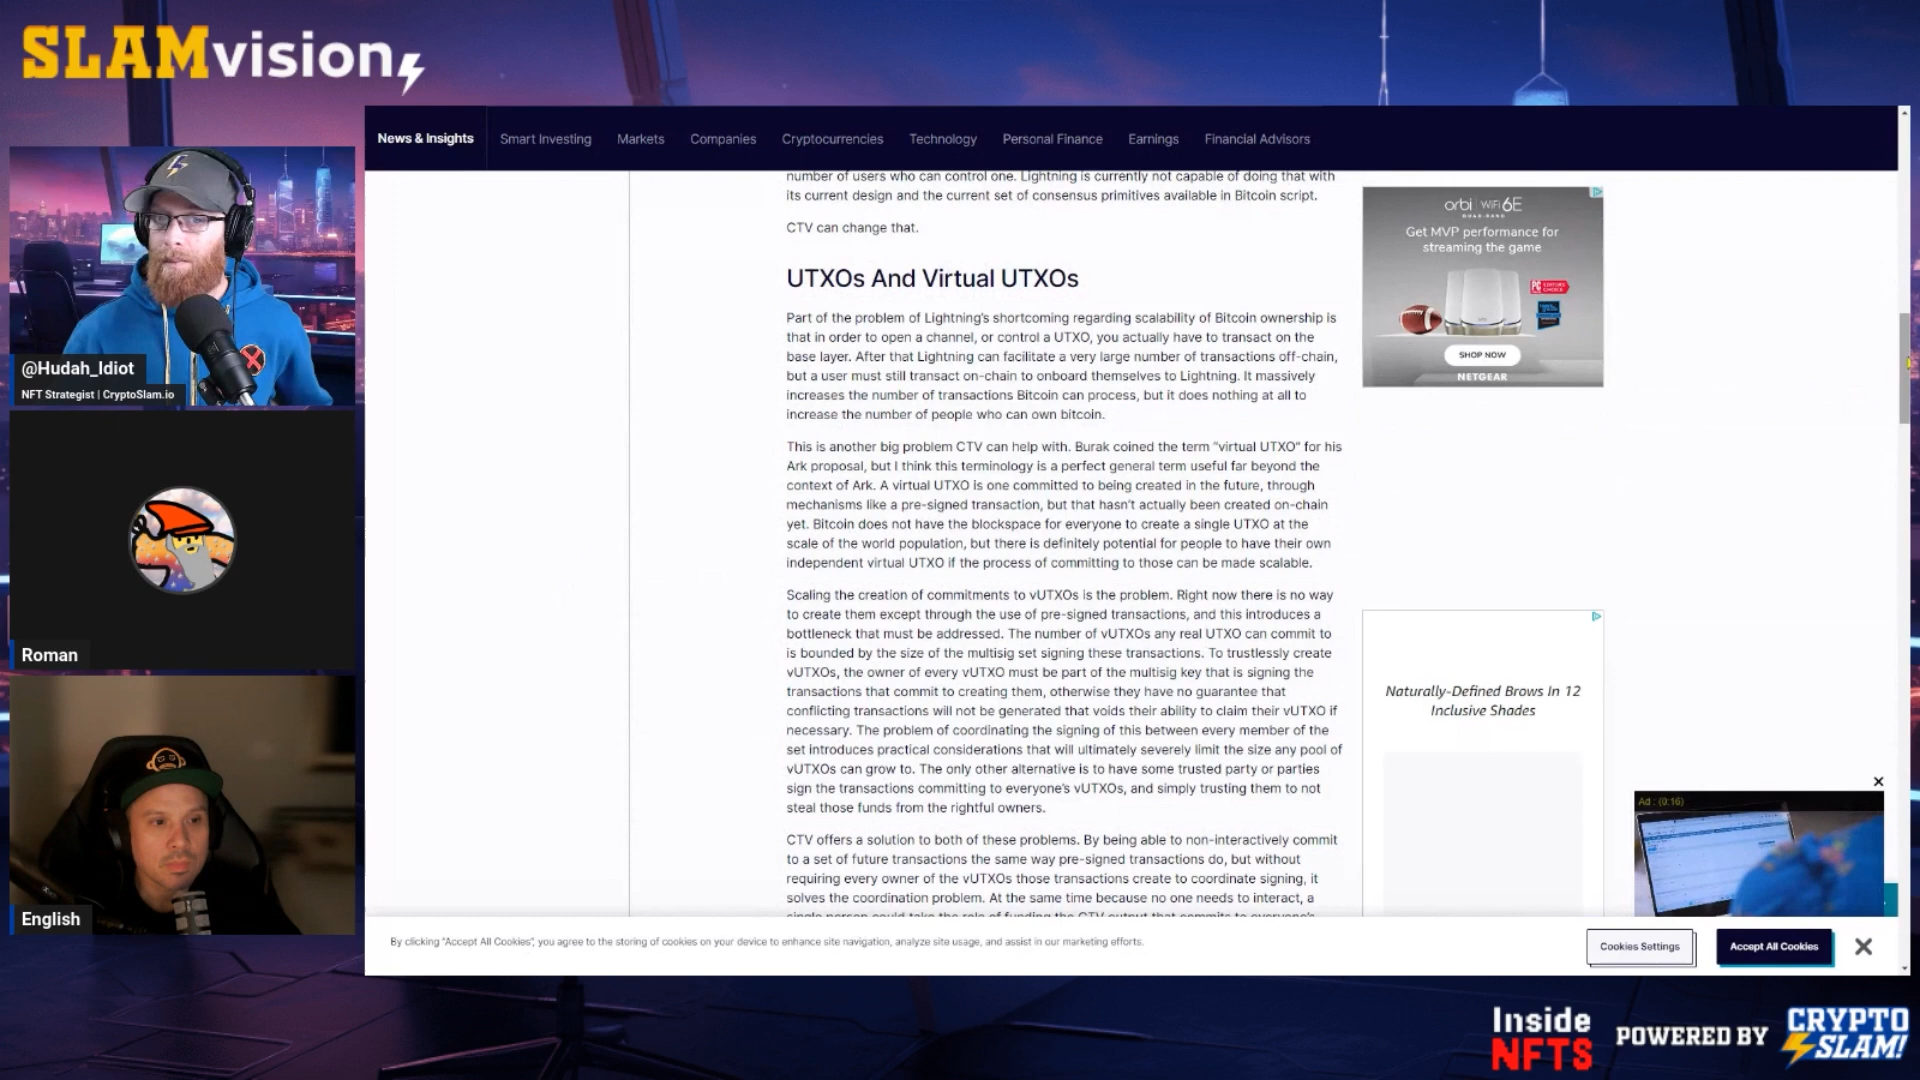 SLAMvision
@Hudah_Idiot
NFT Strategist | CryptoSlam.io
Roman
English
News & Insights
Smart Investing
Markets
Companies
Cryptocurrencies
Technology
Personal Finance
Earnings
Financial Advisors
number of users who can control one. Lightning is currently not capable of doing that with
its current design and the current set of consensus primitives available in Bitcoin script.
CTV can change that.
UTXOs And Virtual UTXOs
Part of the problem of Lightning's shortcoming regarding scalability of Bitcoin ownership is
that in order to open a channel, or control a UTXO, you actually have to transact on the
base layer. After that Lightning can facilitate a very large number of transactions off-chain,
but a user must still transact on-chain to onboard themselves to Lightning. It massively
increases the number of transactions Bitcoin can process, but it does nothing at all to
increase the number of people who can own bitcoin.
This is another big problem CTV can help with. Burak coined the term "virtual UTXO" for his
Ark proposal, but I think this terminology is a perfect general term useful far beyond the
context of Ark. A virtual UTXO is one committed to being created in the future, through
mechanisms like a pre-signed transaction, but that hasn't actually been created on-chain
yet. Bitcoin does not have the blockspace for everyone to create a single UTXO at the
scale of the world population, but there is definitely potential for people to have their own
independent virtual UTXO if the process of committing to those can be made scalable.
Scaling the creation of commitments to vUTXOs is the problem. Right now there is no way
to create them except through the use of pre-signed transactions, and this introduces a
bottleneck that must be addressed. The number of vUTXOs any real UTXO can commit to
is bounded by the size of the multisig set signing these transactions. To trustlessly create
vUTXOs, the owner of every vUTXO must be part of the multisig key that is signing the
transactions that commit to creating them, otherwise they have no guarantee that
conflicting transactions will not be generated that voids their ability to claim their vUTXO if
necessary. The problem of coordinating the signing of this between every member of the
set introduces practical considerations that will ultimately severely limit the size any pool of
vUTXOs can grow to. The only other alternative is to have some trusted party or parties
sign the transactions committing to everyone's vUTXOs, and simply trusting them to not
steal those funds from the rightful owners.
CTV offers a solution to both of these problems. By being able to non-interactively commit
to a set of future transactions the same way pre-signed transactions do, but without
requiring every owner of the vUTXOs those transactions create to coordinate signing, it
solves the coordination problem. At the same time because no one needs to interact, a
single person could take the role of funding the CTV output that commits to everyone's
orbi | WiFi 6E
QUAD-BAND
Get MVP performance for
streaming the game
PC EDITORS' CHOICE
SHOP NOW
NETGEAR
Naturally-Defined Brows In 12
Inclusive Shades
Ad : (0:16)
By clicking "Accept All Cookies", you agree to the storing of cookies on your device to enhance site navigation, analyze site usage, and assist in our marketing efforts.
Cookies Settings
Accept All Cookies
Inside
NFTS
POWERED BY
CRYPTO
SLAM!